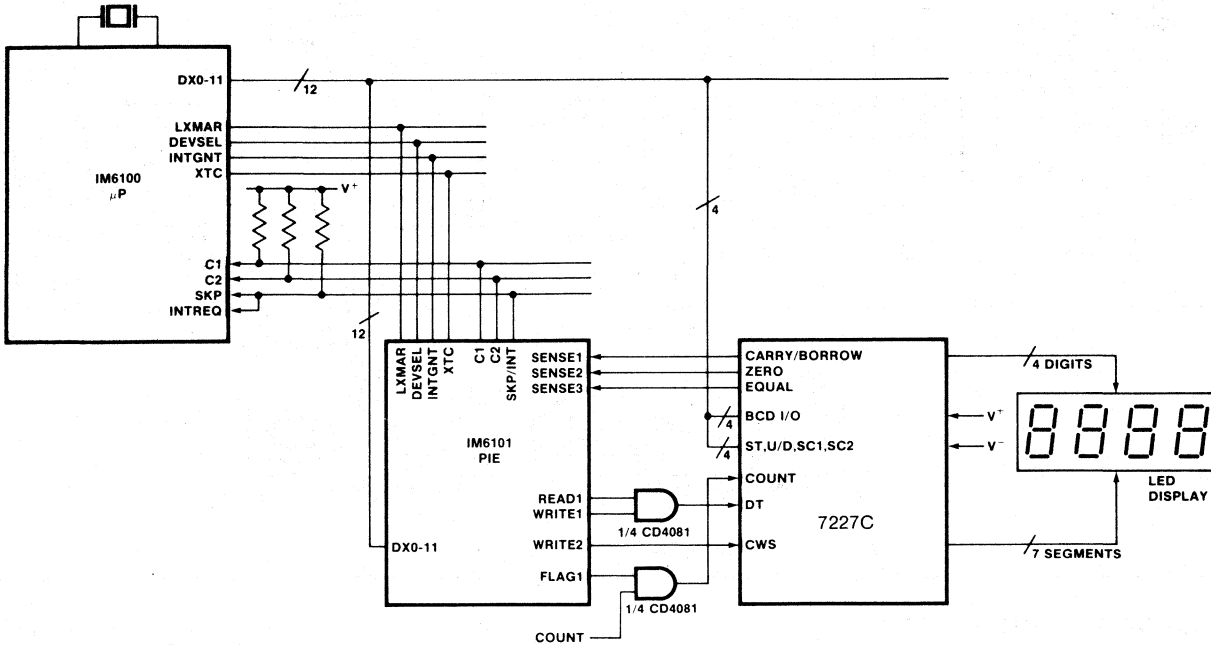 DX0-11
12
LXMAR
DEVSEL
INTGNT
XTC
IM6100
μP
V+
4
C1
C2
SKP
INTREQ
12
LXMAR
DEVSEL
INTGNT
XTC
C1
C2
SKP/INT
SENSE1
SENSE2
SENSE3
CARRY/BORROW
ZERO
EQUAL
4 DIGITS
4
BCD I/O
V+
4
ST,U/D,SC1,SC2
V−
IM6101
PIE
LED
DISPLAY
COUNT
READ1
WRITE1
DT
1/4 CD4081
7227C
DX0-11
WRITE2
CWS
7 SEGMENTS
FLAG1
1/4 CD4081
COUNT
8888